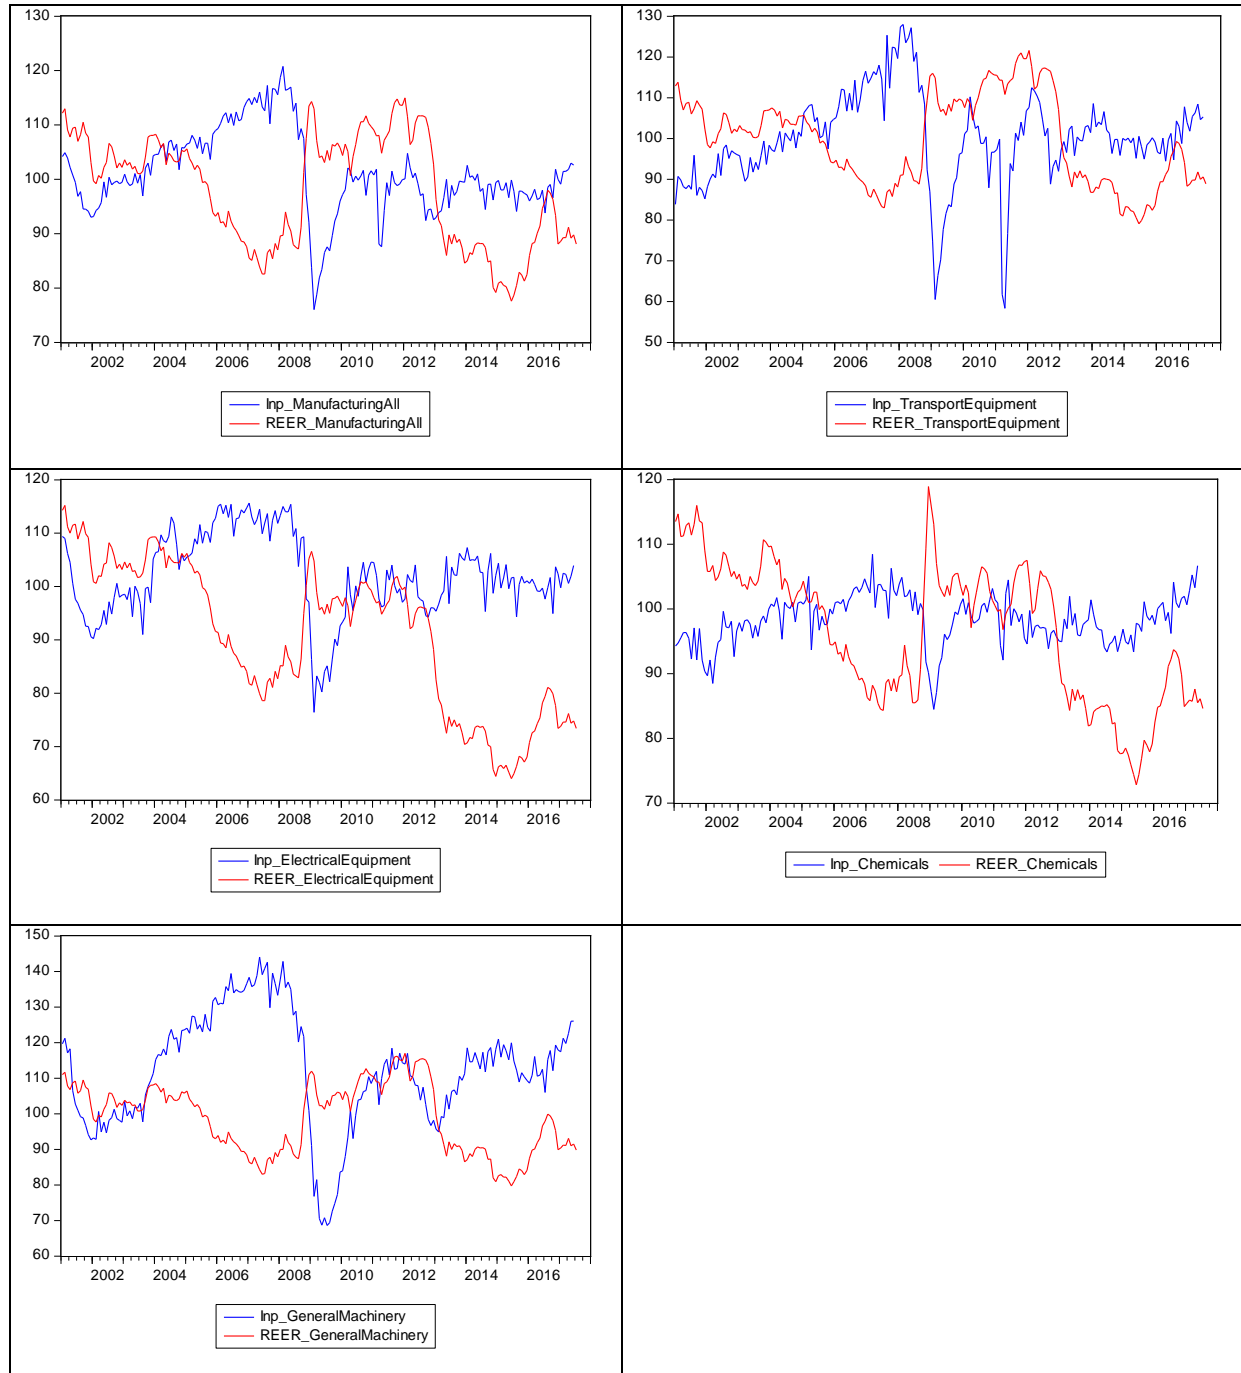 130
120
110
100
90
80
70
2002 2004 2006 2008 2010 2012 2014 2016
lnp_ManufacturingAll
REER_ManufacturingAll
130
120
110
100
90
80
70
60
50
2002 2004 2006 2008 2010 2012 2014 2016
lnp_TransportEquipment
REER_TransportEquipment
120
110
100
90
80
70
60
2002 2004 2006 2008 2010 2012 2014 2016
lnp_ElectricalEquipment
REER_ElectricalEquipment
120
110
100
90
80
70
2002 2004 2006 2008 2010 2012 2014 2016
lnp_Chemicals REER_Chemicals
150
140
130
120
110
100
90
80
70
60
2002 2004 2006 2008 2010 2012 2014 2016
lnp_GeneralMachinery
REER_GeneralMachinery